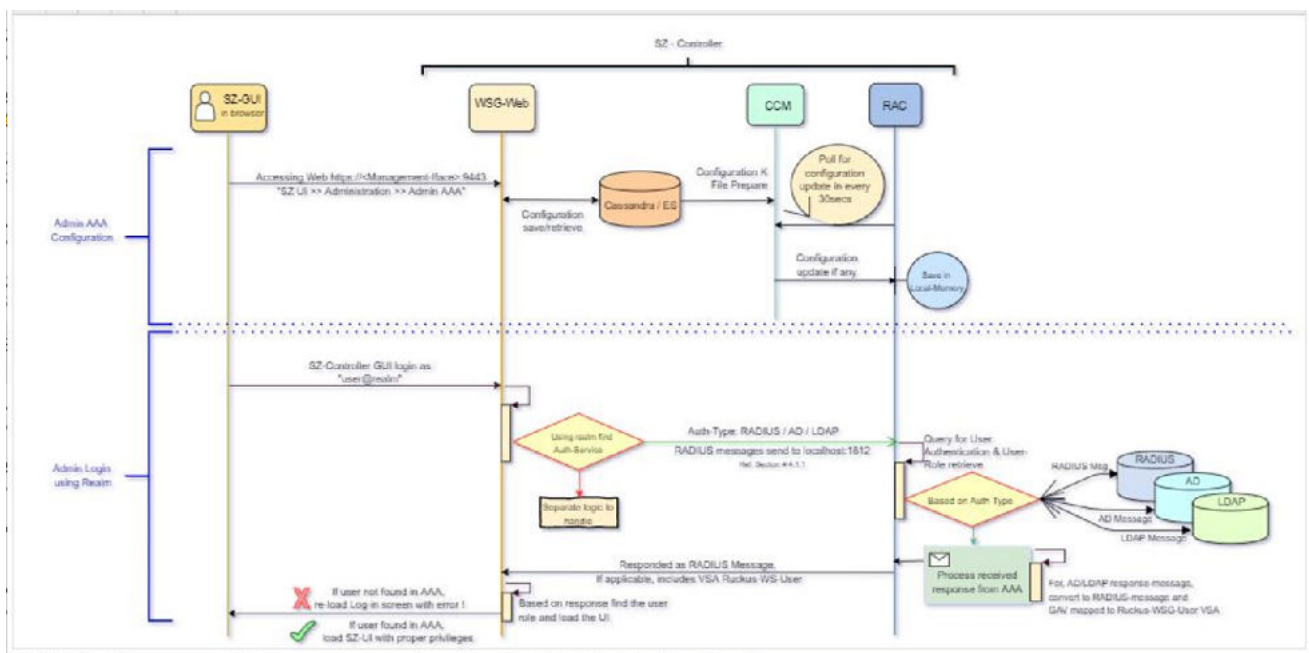 SZ - Controller
SZ-GUI
in browser
WSG-Web
CCM
RAC
Accessing Web https://<Management-Iface>:9443
"SZ UI >> Administration >> Admin AAA"
Configuration
save/retrieve
Cassandra / ES
Configuration K
File Prepare
Poll for
configuration
update in every
30secs
Admin AAA
Configuration
Configuration
update if any
Save in
Local-Memory
SZ-Controller GUI login as
"user@realm"
Using realm find
Auth-Service
Auth-Type: RADIUS / AD / LDAP
RADIUS messages send to localhost:1812
Ref. Section #4.1.1
Query for User
Authentication & User-
Role retrieve
Admin Login
using Realm
Separate logic to
handle
Based on Auth Type
RADIUS Msg
AD Message
LDAP Message
RADIUS
AD
LDAP
Responded as RADIUS Message,
If applicable, includes VSA Ruckus-WS-User
Process received
response from AAA
For, AD/LDAP response message,
convert to RADIUS-message and
GAV mapped to Ruckus-WSG-User VSA
If user not found in AAA,
re-load Log in screen with error !
Based on response find the user
role and load the UI
If user found in AAA,
load SZ-UI with proper privileges